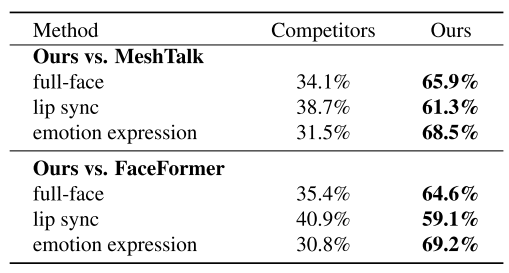 Method Competitors Ours
Ours vs. MeshTalk
full-face 34.1% 65.9%
lip sync 38.7% 61.3%
emotion expression 31.5% 68.5%
Ours vs. FaceFormer
full-face 35.4% 64.6%
lip sync 40.9% 59.1%
emotion expression 30.8% 69.2%